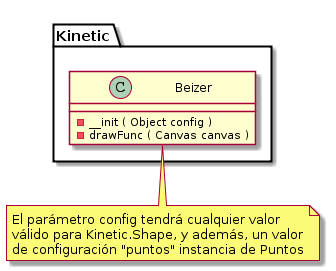 Kinetic
C Beizer
__init ( Object config )
drawFunc ( Canvas canvas )
El parámetro config tendrá cualquier valor
válido para Kinetic.Shape, y además, un valor
de configuración "puntos" instancia de Puntos